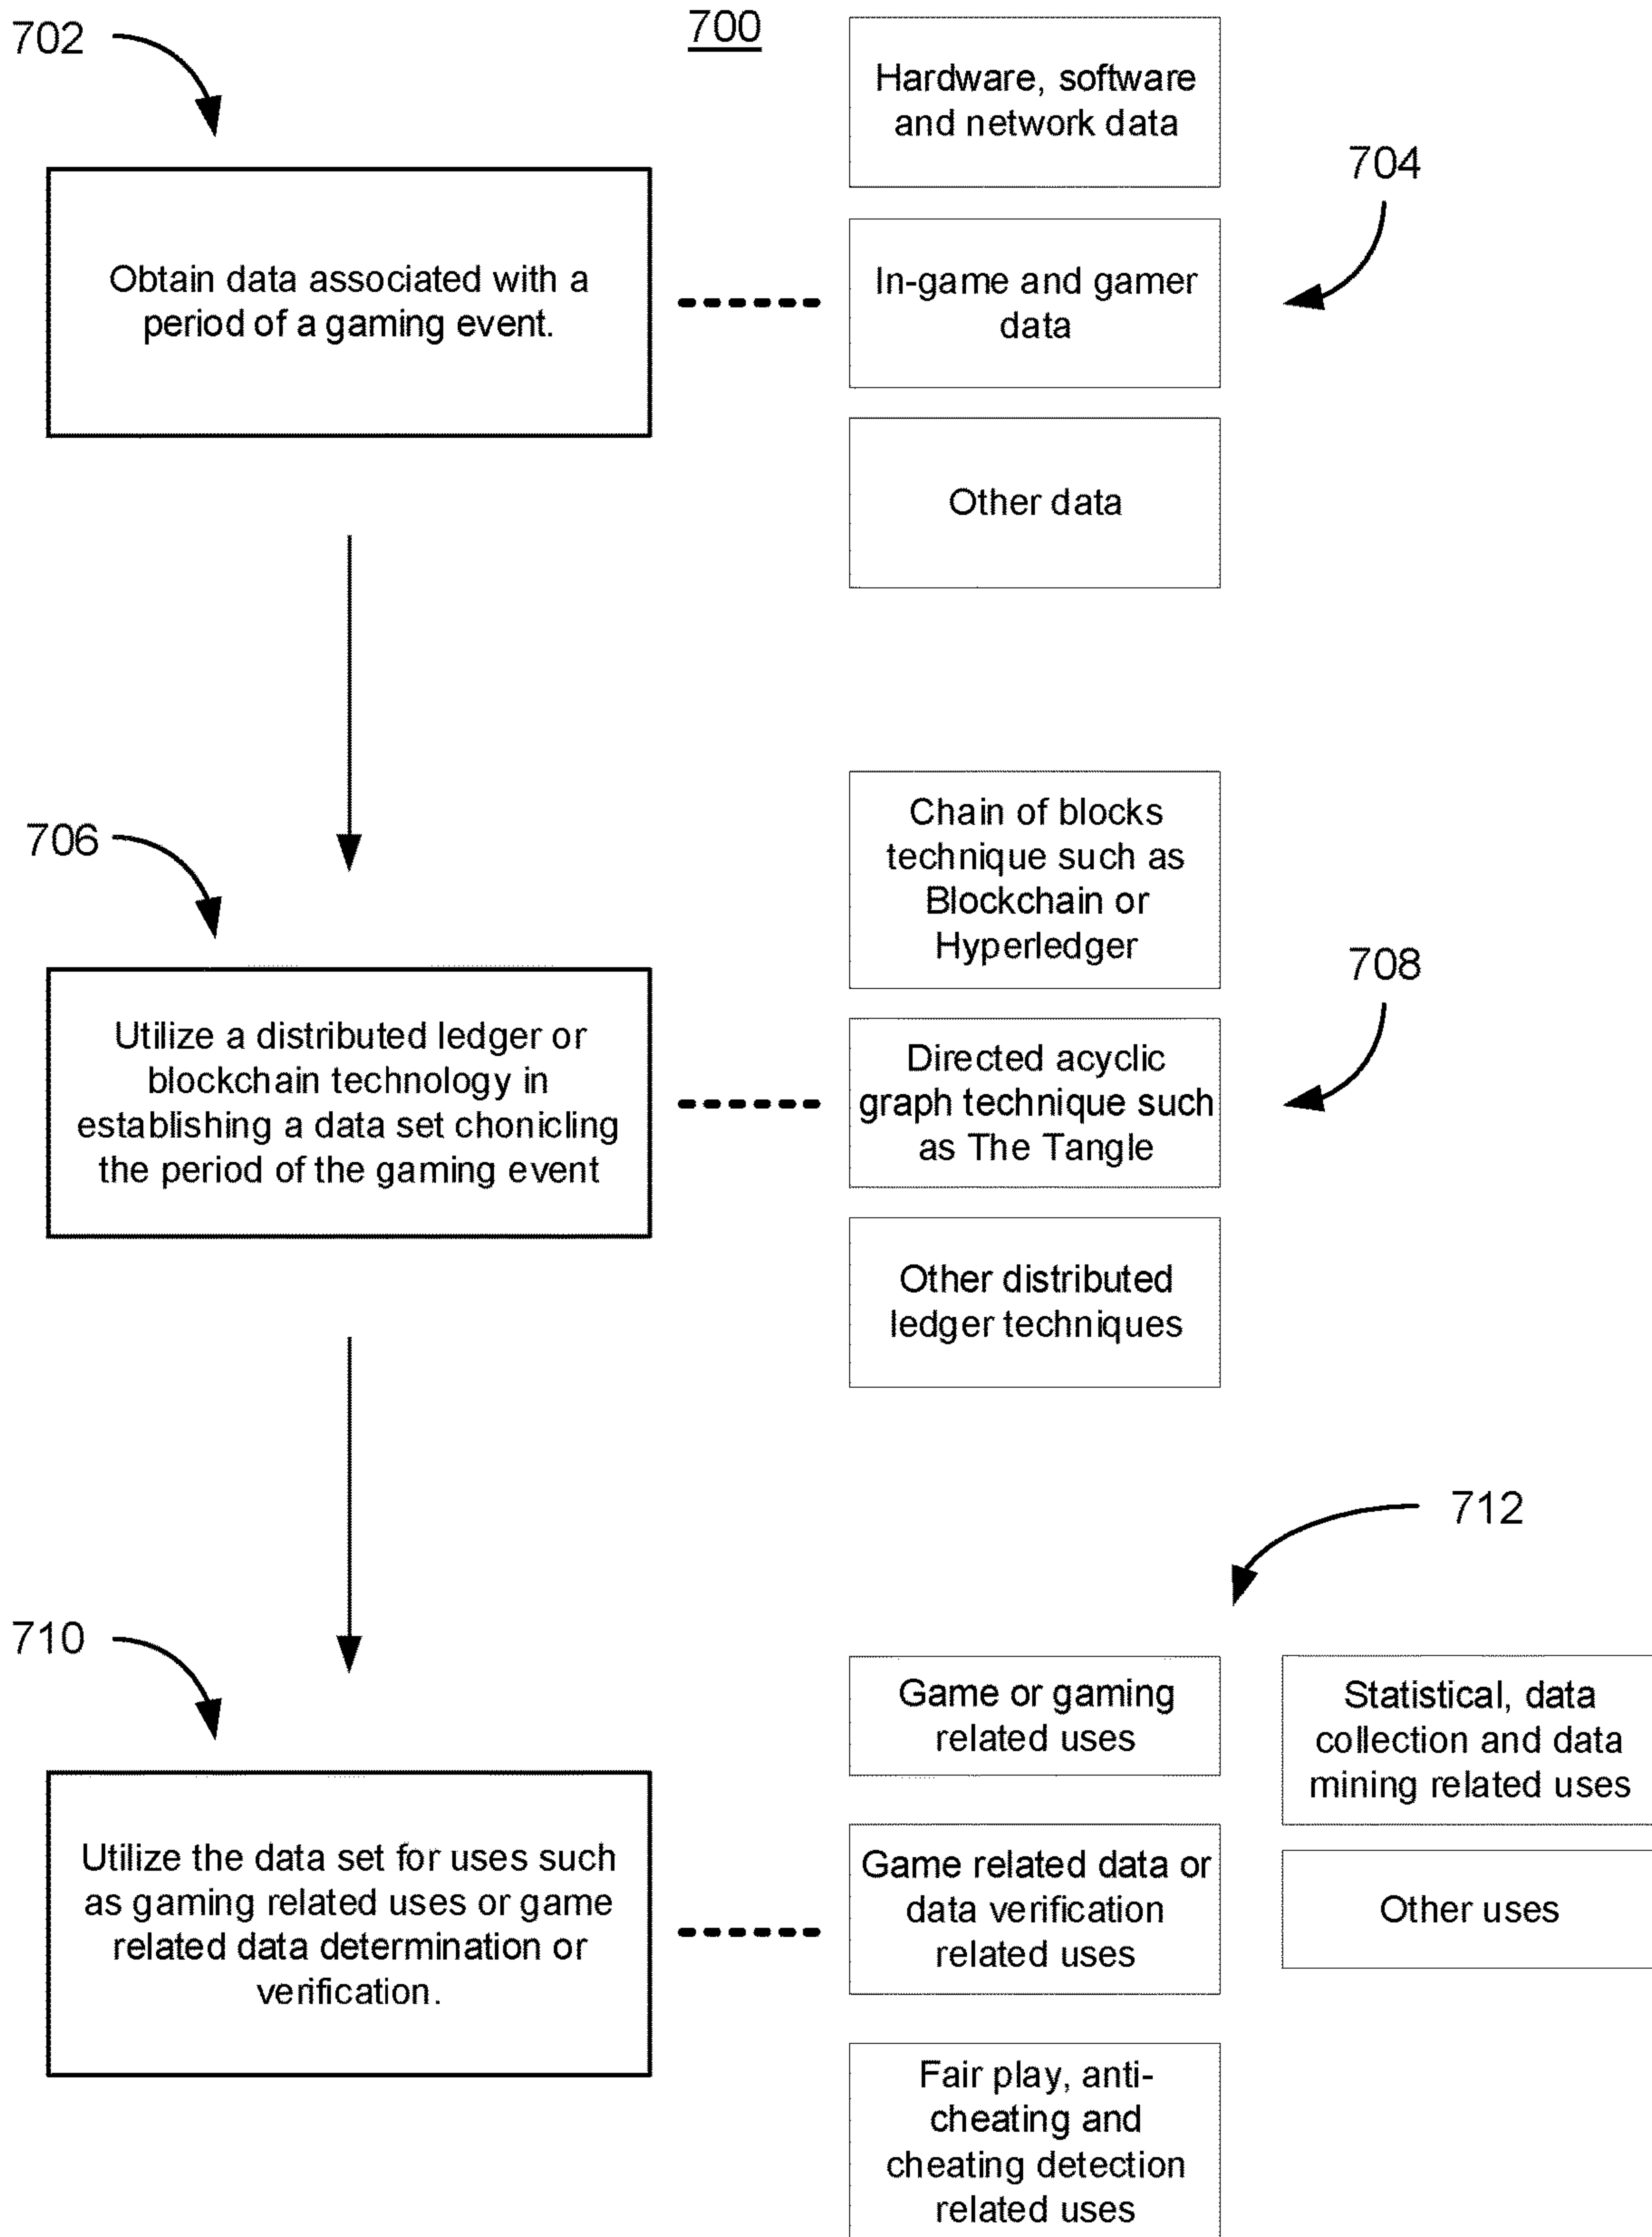 700
702
Hardware, software
and network data
704
Obtain data associated with a
period of a gaming event.
In-game and gamer
data
Other data
706
Chain of blocks
technique such as
Blockchain or
Hyperledger
708
Utilize a distributed ledger or
blockchain technology in
establishing a data set chonicling
the period of the gaming event
Directed acyclic
graph technique such
as The Tangle
Other distributed
ledger techniques
712
710
Game or gaming
related uses
Statistical, data
collection and data
mining related uses
Utilize the data set for uses such
as gaming related uses or game
related data determination or
verification.
Game related data or
data verification
related uses
Other uses
Fair play, anti-
cheating and
cheating detection
related uses